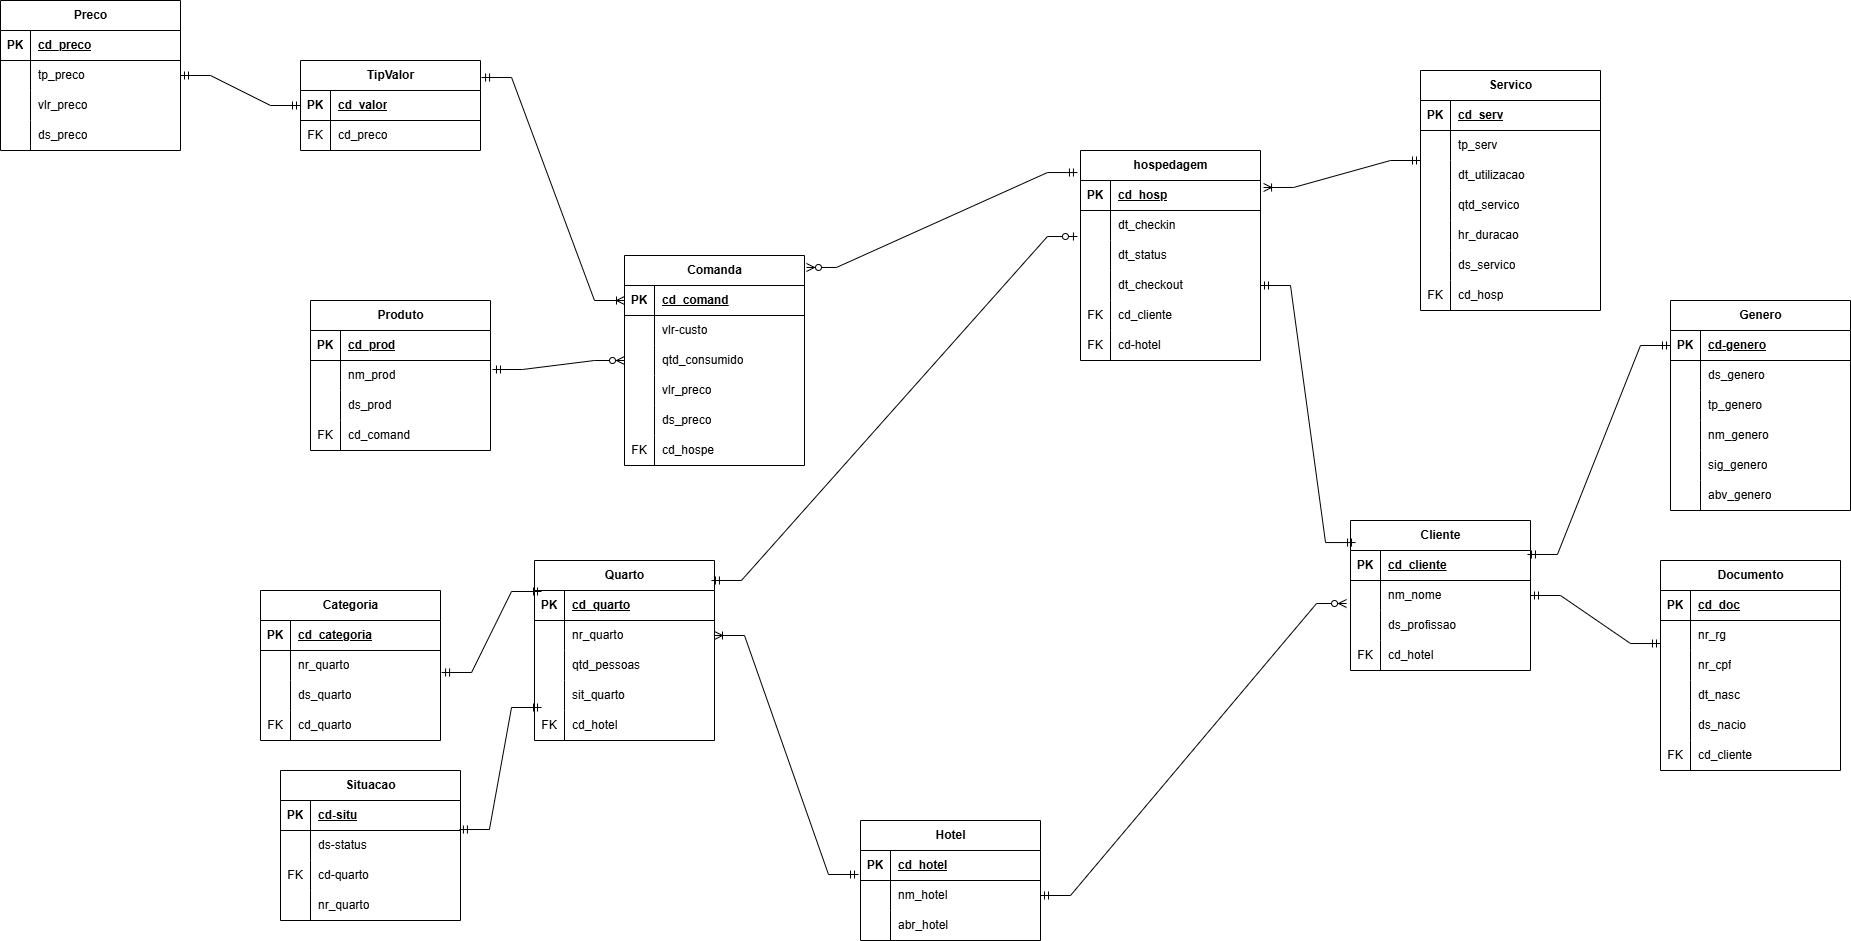 Preco
PK cd_preco
tp_preco
vlr_preco
ds_preco
TipValor
PK cd_valor
FK cd_preco
Servico
PK cd_serv
tp_serv
dt_utilizacao
qtd_servico
hr_duracao
ds_servico
FK cd_hosp
hospedagem
PK cd_hosp
dt_checkin
dt_status
dt_checkout
FK cd_cliente
FK cd-hotel
Comanda
PK cd_comand
vlr-custo
qtd_consumido
vlr_preco
ds_preco
FK cd_hospe
Produto
PK cd_prod
nm_prod
ds_prod
FK cd_comand
Genero
PK cd-genero
ds_genero
tp_genero
nm_genero
sig_genero
abv_genero
Cliente
PK cd_cliente
nm_nome
ds_profissao
FK cd_hotel
Documento
PK cd_doc
nr_rg
nr_cpf
dt_nasc
ds_nacio
FK cd_cliente
Quarto
PK cd_quarto
nr_quarto
qtd_pessoas
sit_quarto
FK cd_hotel
Categoria
PK cd_categoria
nr_quarto
ds_quarto
FK cd_quarto
Situacao
PK cd-situ
ds-status
FK cd-quarto
nr_quarto
Hotel
PK cd_hotel
nm_hotel
abr_hotel